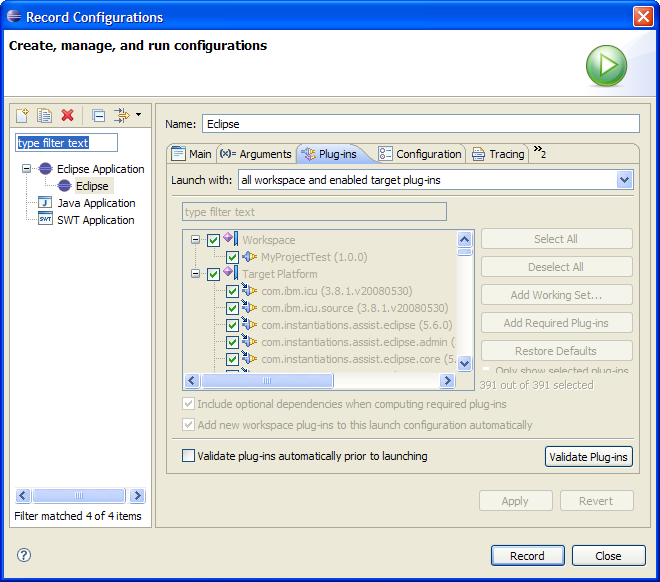 Record Configurations
Create, manage, and run configurations
type filter text
Eclipse Application
Eclipse
Java Application
SWT Application
Filter matched 4 of 4 items
Name: Eclipse
Main (x)= Arguments Plug-ins Configuration Tracing »2
Launch with: all workspace and enabled target plug-ins
type filter text
Workspace
MyProjectTest (1.0.0)
Target Platform
com.ibm.icu (3.8.1.v20080530)
com.ibm.icu.source (3.8.1.v20080530)
com.instantiations.assist.eclipse (5.6.0)
com.instantiations.assist.eclipse.admin (
com.instantiations.assist.eclipse.core (5.
Select All
Deselect All
Add Working Set...
Add Required Plug-ins
Restore Defaults
Only show selected plug-ins
391 out of 391 selected
Include optional dependencies when computing required plug-ins
Add new workspace plug-ins to this launch configuration automatically
Validate plug-ins automatically prior to launching
Validate Plug-ins
Apply Revert
? Record Close